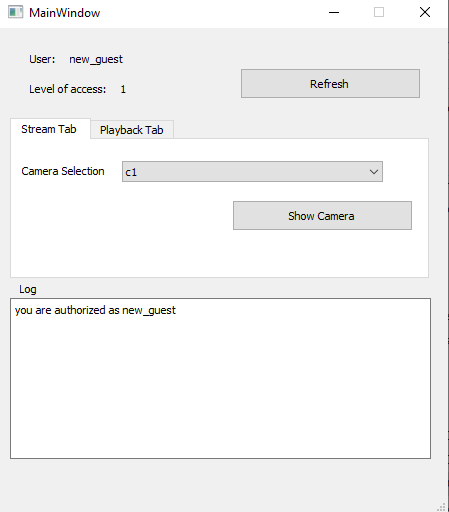 MainWindow
User: new_guest
Level of access: 1
Refresh
Stream Tab
Playback Tab
Camera Selection
c1
Show Camera
Log
you are authorized as new_guest